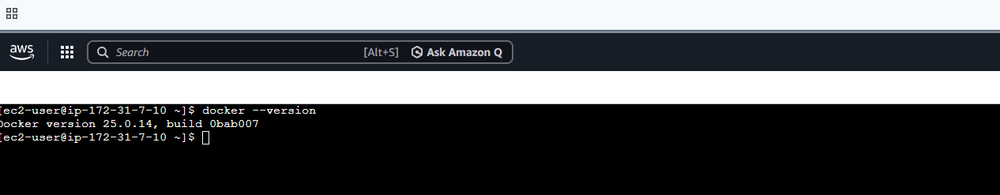 aws
Search [Alt+S] Ask Amazon Q
[ec2-user@ip-172-31-7-10 ~]$ docker --version
Docker version 25.0.14, build 0bab007
[ec2-user@ip-172-31-7-10 ~]$